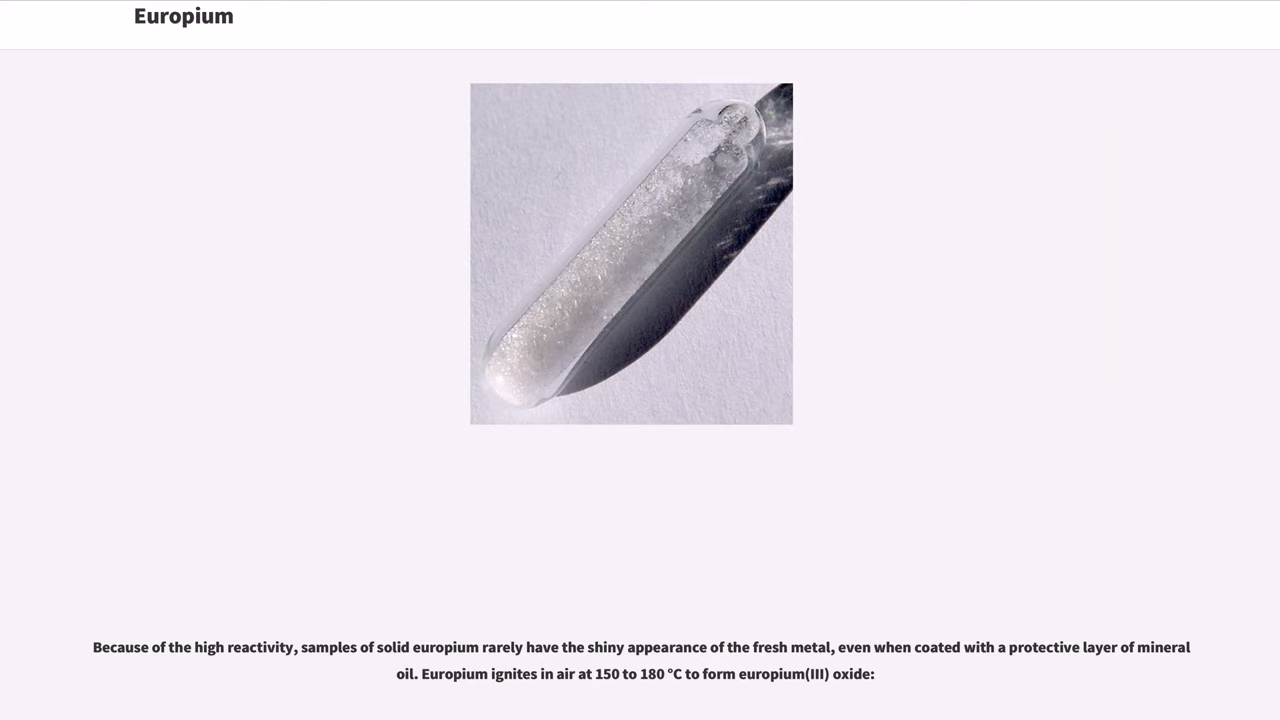 Europium
Because of the high reactivity, samples of solid europium rarely have the shiny appearance of the fresh metal, even when coated with a protective layer of mineral
oil. Europium ignites in air at 150 to 180 °C to form europium(III) oxide: